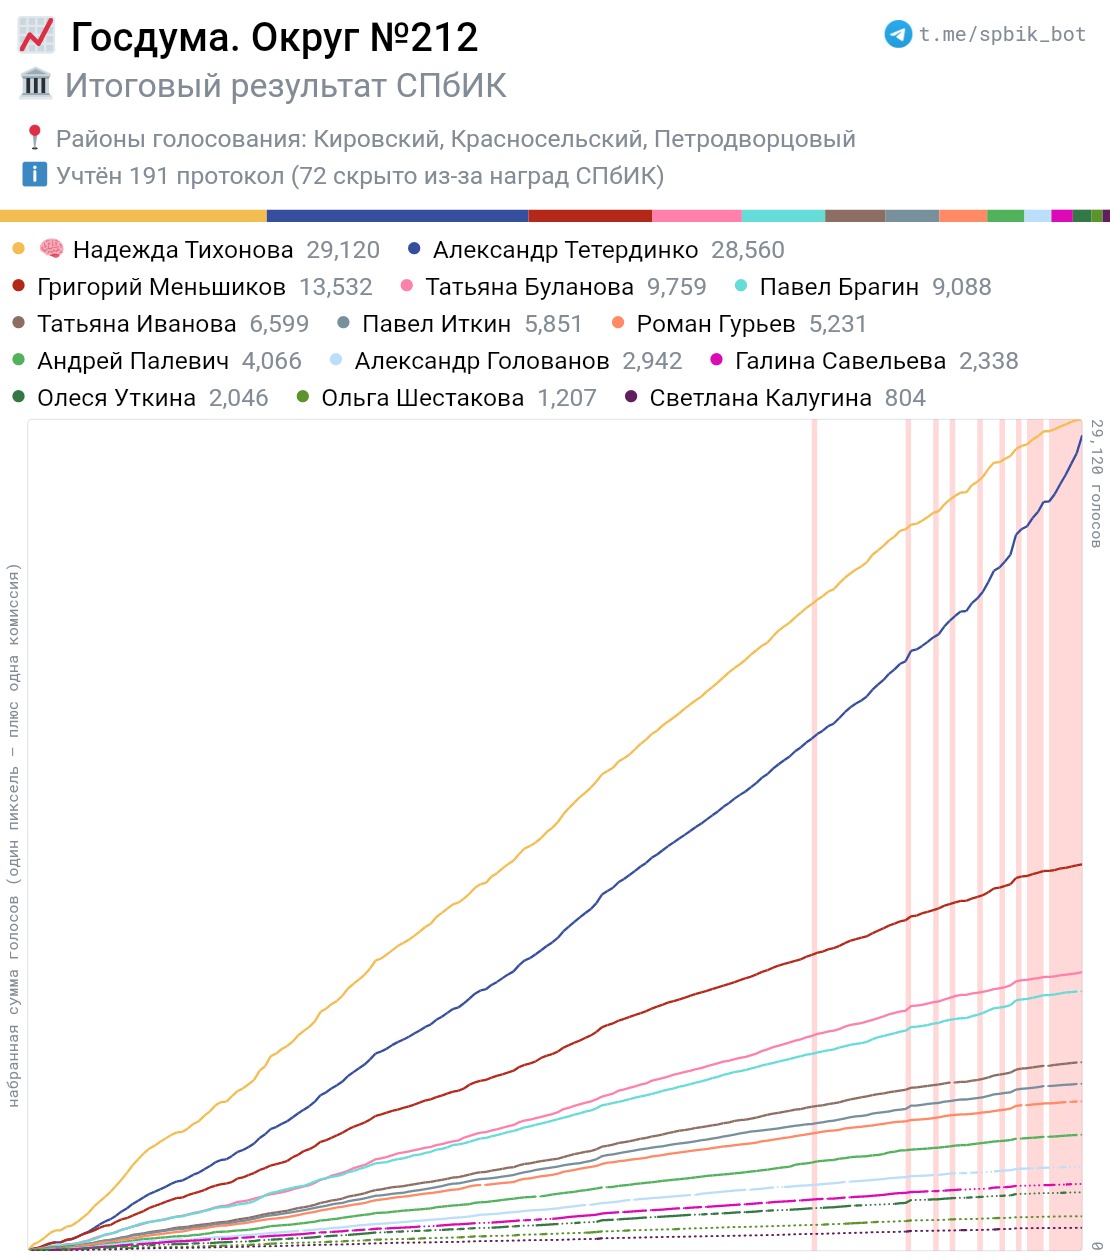 Госдума. Округ №212
t.me/spbik_bot
Итоговый результат СПбИК
Районы голосования: Кировский, Красносельский, Петродворцовый
Учтён 191 протокол (72 скрыто из-за наград СПбИК)
Надежда Тихонова 29,120 Александр Тетердинко 28,560
Григорий Меньшиков 13,532 Татьяна Буланова 9,759 Павел Брагин 9,088
Татьяна Иванова 6,599 Павел Иткин 5,851 Роман Гурьев 5,231
Андрей Палевич 4,066 Александр Голованов 2,942 Галина Савельева 2,338
Олеся Уткина 2,046 Ольга Шестакова 1,207 Светлана Калугина 804
набранная сумма голосов (один пиксель — плюс одна комиссия)
29,120 голосов
0